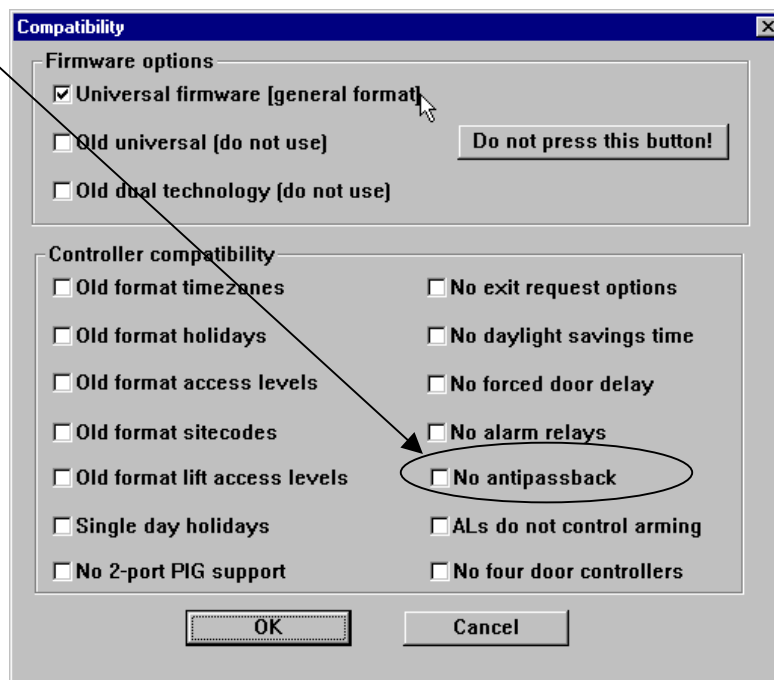 Compatibility
Firmware options
Universal firmware [general format]
Old universal (do not use)
Do not press this button!
Old dual technology (do not use)
Controller compatibility
Old format timezones
No exit request options
Old format holidays
No daylight savings time
Old format access levels
No forced door delay
Old format sitecodes
No alarm relays
Old format lift access levels
No antipassback
Single day holidays
ALs do not control arming
No 2-port PIG support
No four door controllers
OK
Cancel